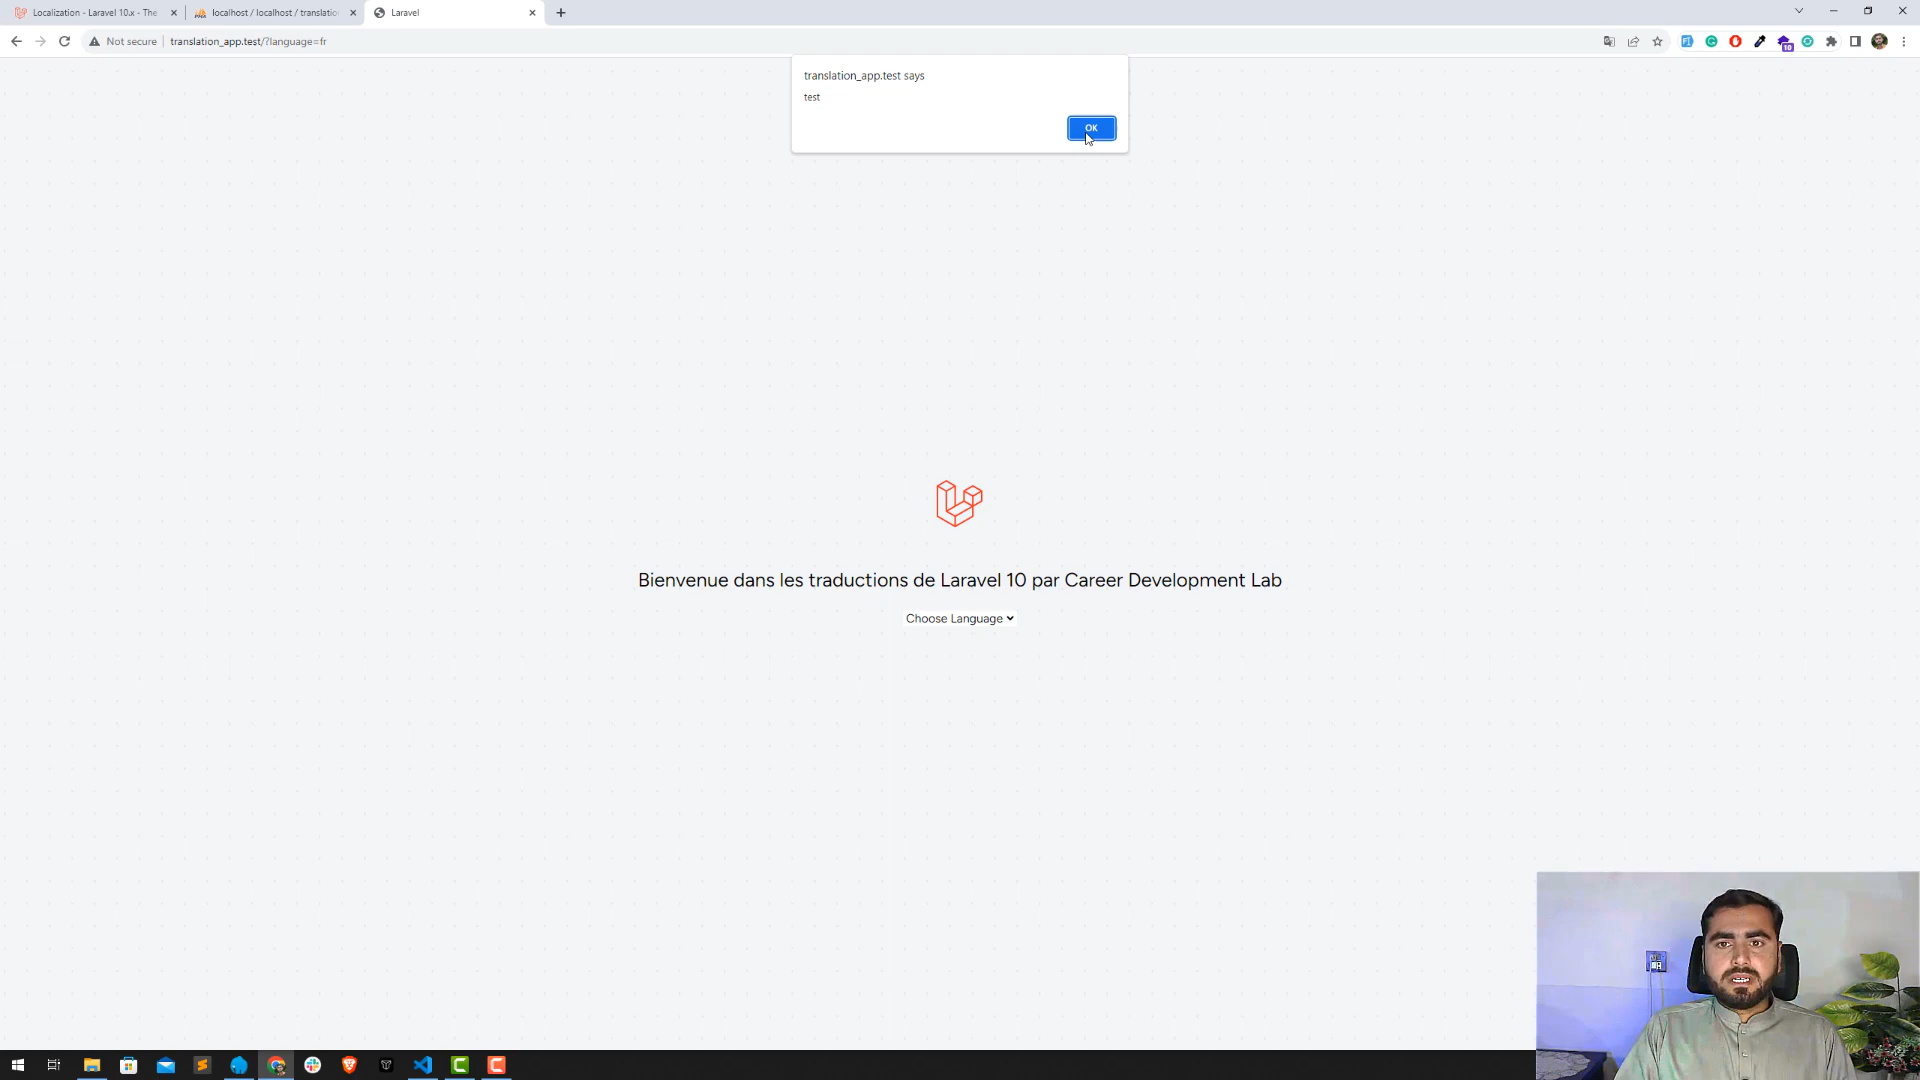 Localization - Laravel 10.x - The
localhost / localhost / translatio
Laravel
Not secure
translation_app.test/?language=fr
10
translation_app.test says
test
OK
Bienvenue dans les traductions de Laravel 10 par Career Development Lab
Choose Language